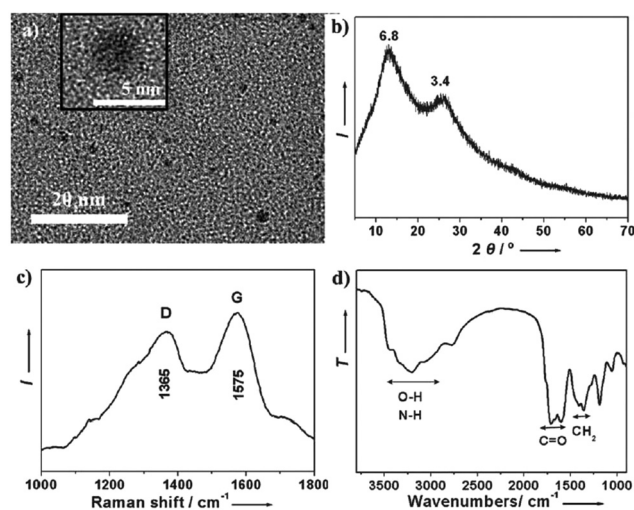 a)
5 nm
20 nm
b)
6.8
3.4
I
10 20 30 40 50 60 70
2 θ / °
c)
D G
1365 1575
I
1000 1200 1400 1600 1800
Raman shift / cm⁻¹
d)
T
O-H
N-H
C=O
CH₂
3500 3000 2500 2000 1500 1000
Wavenumbers/ cm⁻¹